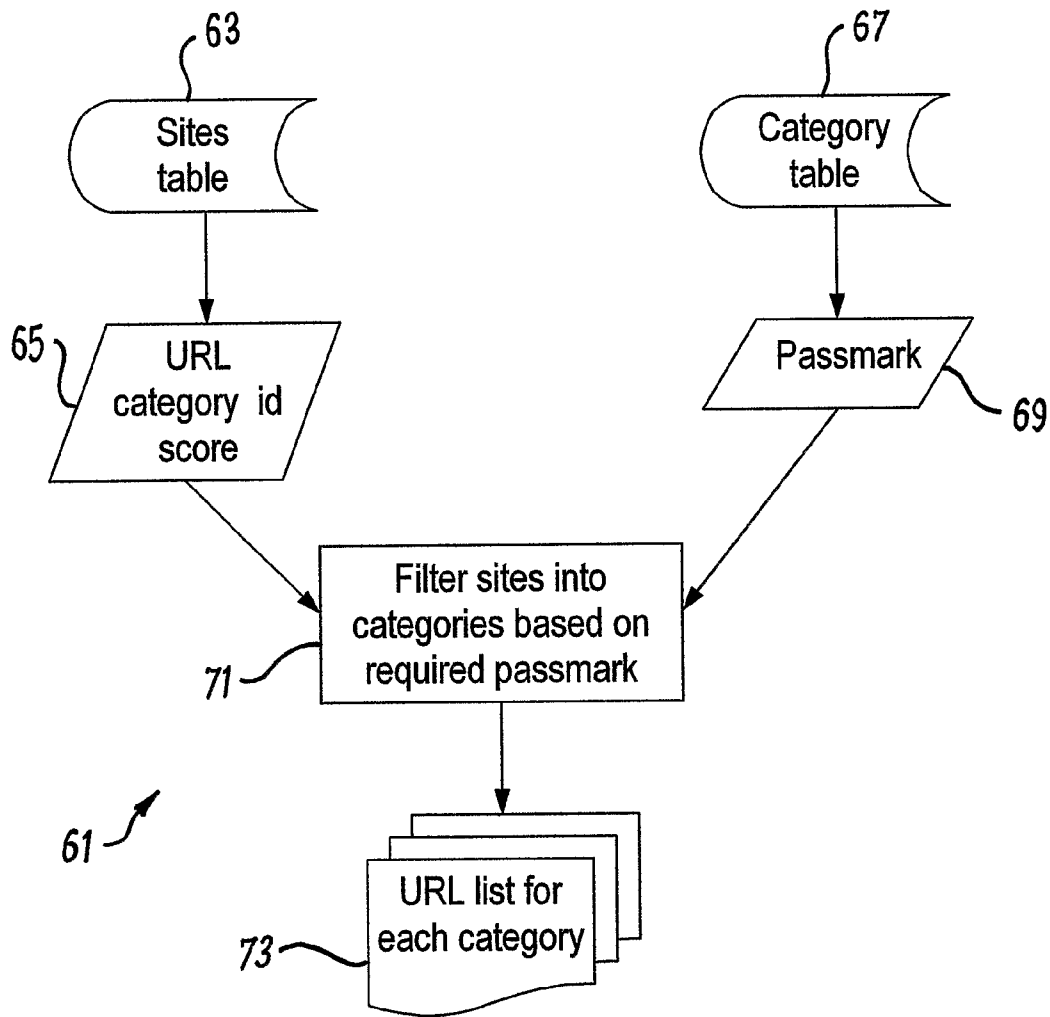 63
67
Sites
table
Category
table
65
URL
category id
score
Passmark
69
Filter sites into
categories based on
required passmark
71
61
URL list for
each category
73